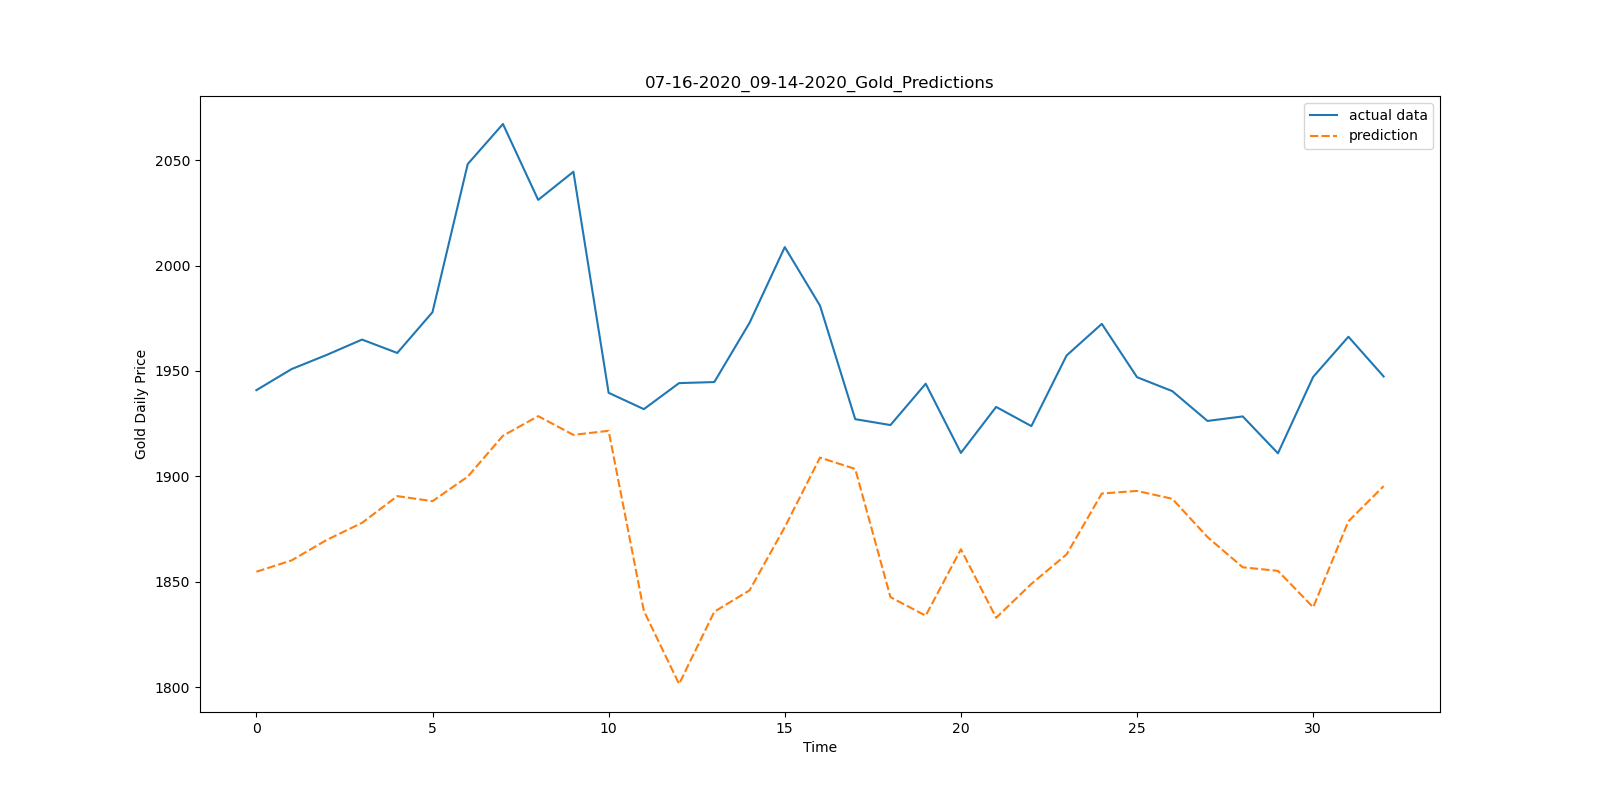 07-16-2020_09-14-2020_Gold_Predictions
actual data
prediction
Gold Daily Price
2050
2000
1950
1900
1850
1800
0 5 10 15 20 25 30
Time